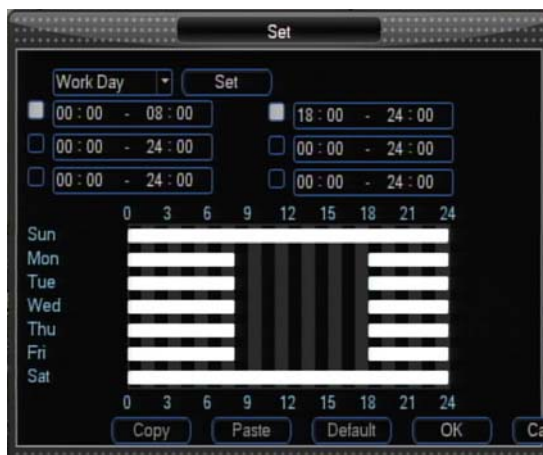 Set
Work Day Set
00 : 00 - 08 : 00 18 : 00 - 24 : 00
00 : 00 - 24 : 00 00 : 00 - 24 : 00
00 : 00 - 24 : 00 00 : 00 - 24 : 00
0 3 6 9 12 15 18 21 24
Sun
Mon
Tue
Wed
Thu
Fri
Sat
0 3 6 9 12 15 18 21 24
Copy Paste Default OK Ca